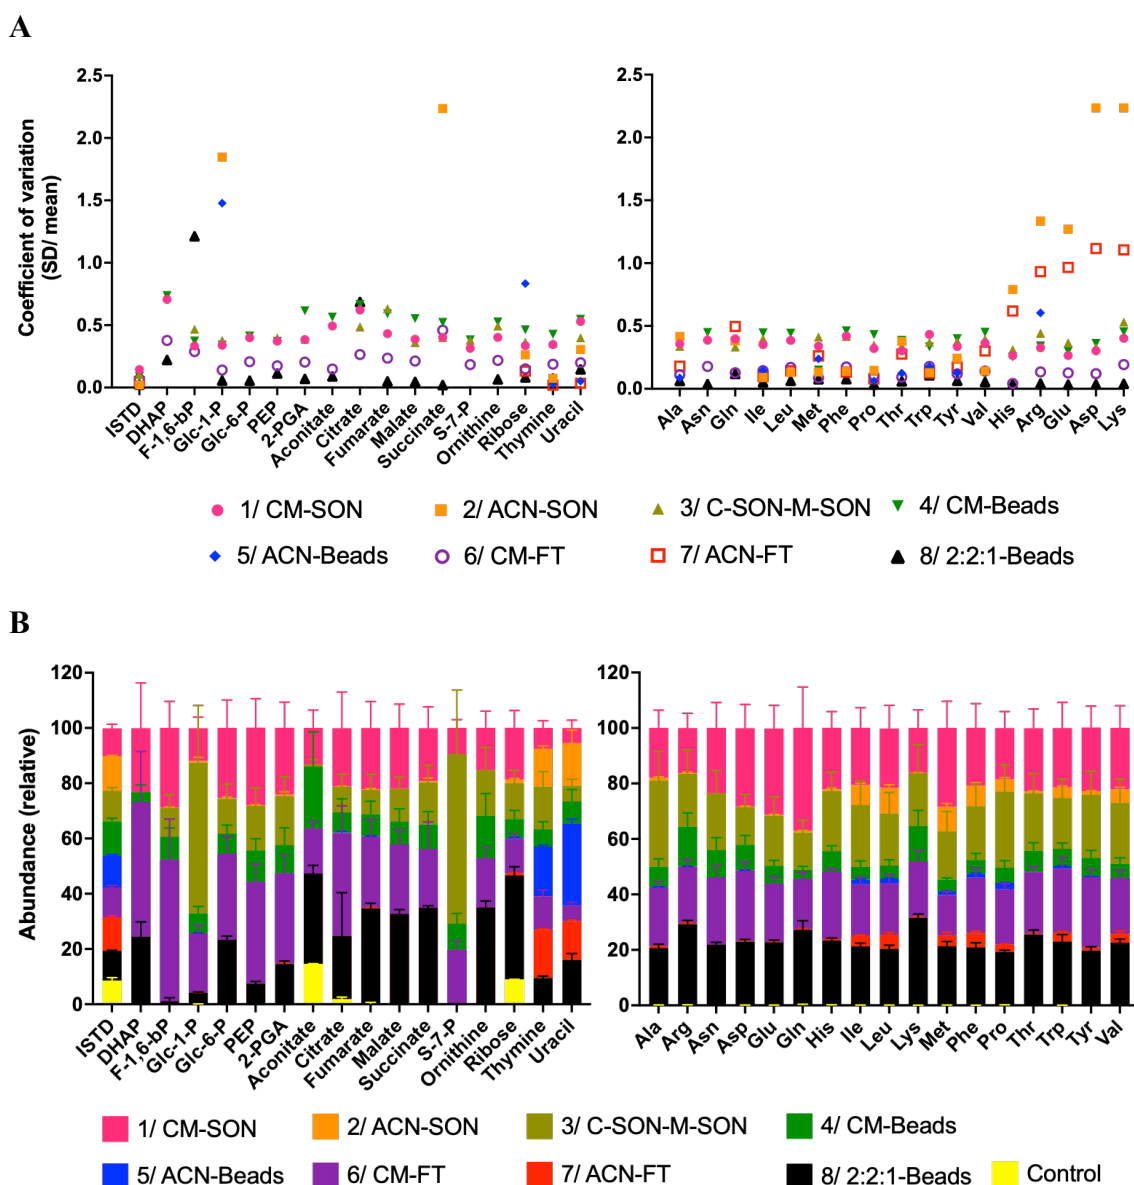 A
Coefficient of variation
(SD/ mean)
2.5
2.0
1.5
1.0
0.5
0.0
ISTD
DHAP
F-1,6-bP
Glc-1-P
Glc-6-P
PEP
2-PGA
Aconitate
Citrate
Fumarate
Malate
Succinate
S-7-P
Ornithine
Ribose
Thymine
Uracil
2.5
2.0
1.5
1.0
0.5
0.0
Ala
Asn
Gln
Ile
Leu
Met
Phe
Pro
Thr
Trp
Tyr
Val
His
Arg
Glu
Asp
Lys
1/ CM-SON
2/ ACN-SON
3/ C-SON-M-SON
4/ CM-Beads
5/ ACN-Beads
6/ CM-FT
7/ ACN-FT
8/ 2:2:1-Beads
B
Abundance (relative)
120
100
80
60
40
20
0
ISTD
DHAP
F-1,6-bP
Glc-1-P
Glc-6-P
PEP
2-PGA
Aconitate
Citrate
Fumarate
Malate
Succinate
S-7-P
Ornithine
Ribose
Thymine
Uracil
120
100
80
60
40
20
0
Ala
Arg
Asn
Asp
Glu
Gln
His
Ile
Leu
Lys
Met
Phe
Pro
Thr
Trp
Tyr
Val
1/ CM-SON
2/ ACN-SON
3/ C-SON-M-SON
4/ CM-Beads
5/ ACN-Beads
6/ CM-FT
7/ ACN-FT
8/ 2:2:1-Beads
Control